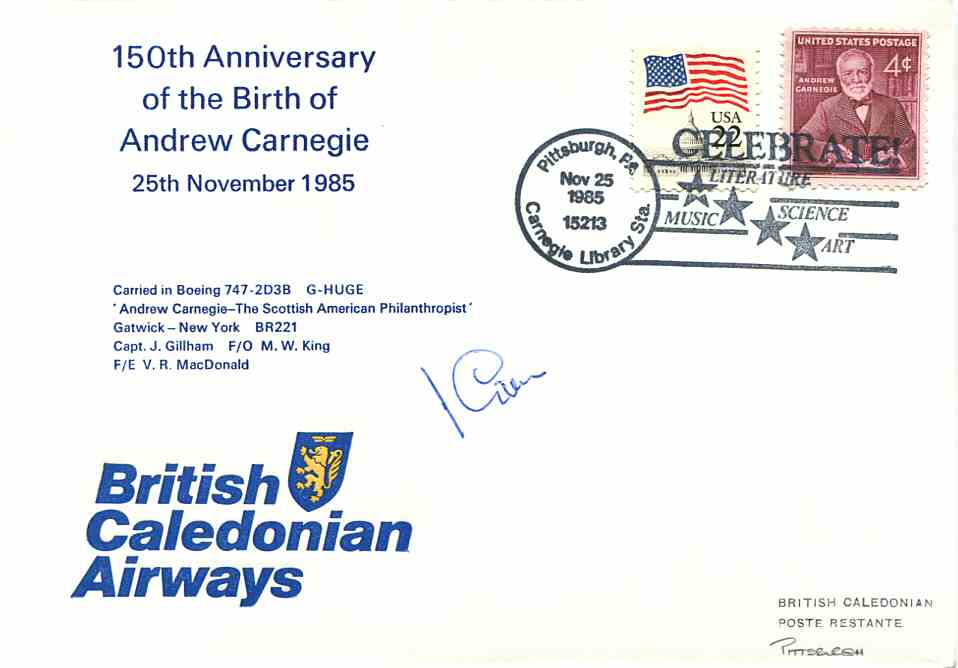 150th Anniversary
of the Birth of
Andrew Carnegie
25th November 1985
UNITED STATES POSTAGE
4¢
ANDREW
CARNEGIE
USA
22
Pittsburgh, Pa
Nov 25
1985
15213
Carnegie Library Sta.
CELEBRATE!
LITERATURE
MUSIC SCIENCE
ART
Carried in Boeing 747-2D3B G-HUGE
'Andrew Carnegie–The Scottish American Philanthropist'
Gatwick – New York BR221
Capt. J. Gillham F/O M. W. King
F/E V. R. MacDonald
British
Caledonian
Airways
BRITISH CALEDONIAN
POSTE RESTANTE